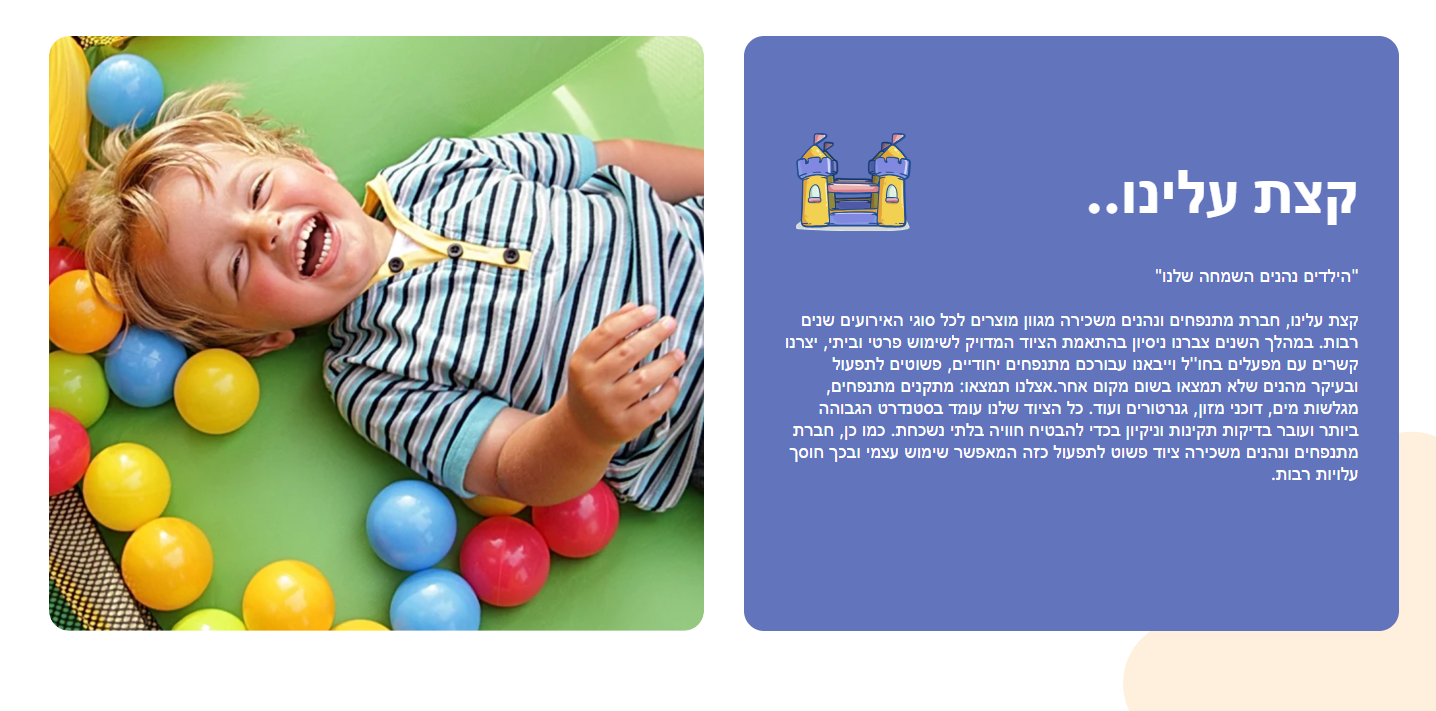 קצת עלינו..
"הילדים נהנים השמחה שלנו"
קצת עלינו, חברת מתנפחים ונהנים משכירה מגוון מוצרים לכל סוגי האירועים שנים
רבות. במהלך השנים צברנו ניסיון בהתאמת הציוד המדויק לשימוש פרטי וביתי, יצרנו
קשרים עם מפעלים בחו"ל וייבאנו עבורכם מתנפחים יחודיים, פשוטים לתפעול
ובעיקר מהנים שלא תמצאו בשום מקום אחר.אצלנו תמצאו: מתקנים מתנפחים,
מגלשות מים, דוכני מזון, גנרטורים ועוד. כל הציוד שלנו עומד בסטנדרט הגבוהה
ביותר ועובר בדיקות תקינות וניקיון בכדי להבטיח חוויה בלתי נשכחת. כמו כן, חברת
מתנפחים ונהנים משכירה ציוד פשוט לתפעול כזה המאפשר שימוש עצמי ובכך חוסך
עלויות רבות.